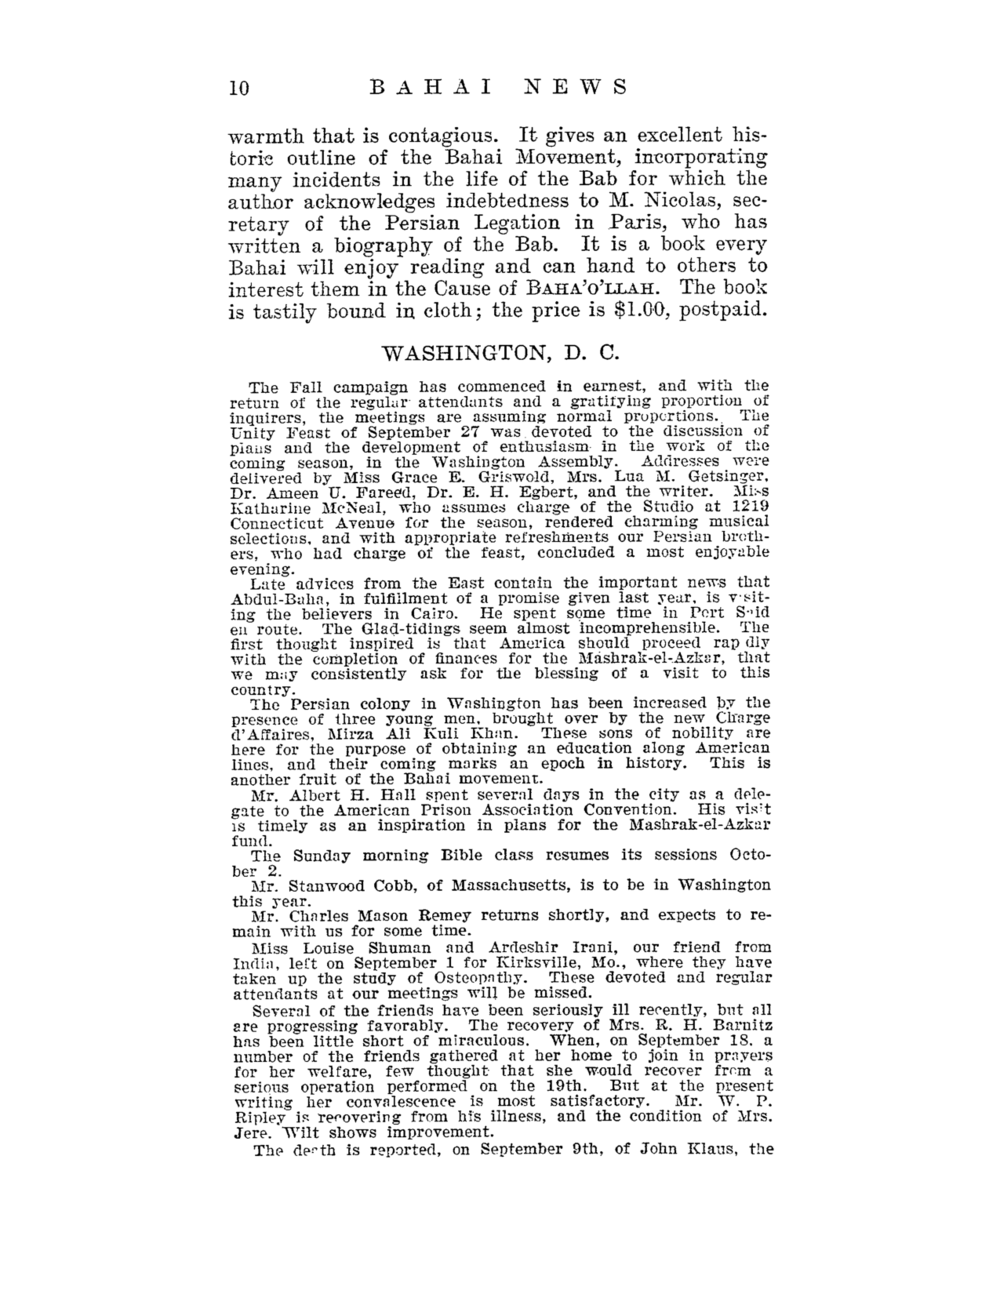 10 BAHAI NEWS
warmth that is contagious. It gives an excellent his-
toric outline of the Bahai Movement, incorporating
many incidents in the life of the Bab for which the
author acknowledges indebtedness to M. Nicolas, sec-
retary of the Persian Legation in Paris, who has
written a biography of the Bab. It is a book every
Bahai will enjoy reading and can hand to others to
interest them in the Cause of BAHA'O'LLAH. The book
is tastily bound in cloth; the price is $1.00, postpaid.
WASHINGTON, D. C.
The Fall campaign has commenced in earnest, and with the
return of the regular attendants and a gratifying proportion of
inquirers, the meetings are assuming normal proportions. The
Unity Feast of September 27 was devoted to the discussion of
plans and the development of enthusiasm in the work of the
coming season, in the Washington Assembly. Addresses were
delivered by Miss Grace E. Griswold, Mrs. Lua M. Getsinger,
Dr. Ameen U. Fareed, Dr. E. H. Egbert, and the writer. Miss
Katharine McNeal, who assumes charge of the Studio at 1219
Connecticut Avenue for the season, rendered charming musical
selections, and with appropriate refreshments our Persian broth-
ers, who had charge of the feast, concluded a most enjoyable
evening.
Late advices from the East contain the important news that
Abdul-Baha, in fulfillment of a promise given last year, is visit-
ing the believers in Cairo. He spent some time in Port Said
en route. The Glad-tidings seem almost incomprehensible. The
first thought inspired is that America should proceed rapidly
with the completion of finances for the Mashrak-el-Azkar, that
we may consistently ask for the blessing of a visit to this
country.
The Persian colony in Washington has been increased by the
presence of three young men, brought over by the new Charge
d'Affaires, Mirza Ali Kuli Khan. These sons of nobility are
here for the purpose of obtaining an education along American
lines, and their coming marks an epoch in history. This is
another fruit of the Bahai movement.
Mr. Albert H. Hall spent several days in the city as a dele-
gate to the American Prison Association Convention. His visit
is timely as an inspiration in plans for the Mashrak-el-Azkar
fund.
The Sunday morning Bible class resumes its sessions Octo-
ber 2.
Mr. Stanwood Cobb, of Massachusetts, is to be in Washington
this year.
Mr. Charles Mason Remey returns shortly, and expects to re-
main with us for some time.
Miss Louise Shuman and Ardeshir Irani, our friend from
India, left on September 1 for Kirksville, Mo., where they have
taken up the study of Osteopathy. These devoted and regular
attendants at our meetings will be missed.
Several of the friends have been seriously ill recently, but all
are progressing favorably. The recovery of Mrs. R. H. Barnitz
has been little short of miraculous. When, on September 18, a
number of the friends gathered at her home to join in prayers
for her welfare, few thought that she would recover from a
serious operation performed on the 19th. But at the present
writing her convalescence is most satisfactory. Mr. W. P.
Ripley is recovering from his illness, and the condition of Mrs.
Jere. Wilt shows improvement.
The death is reported, on September 9th, of John Klaus, the